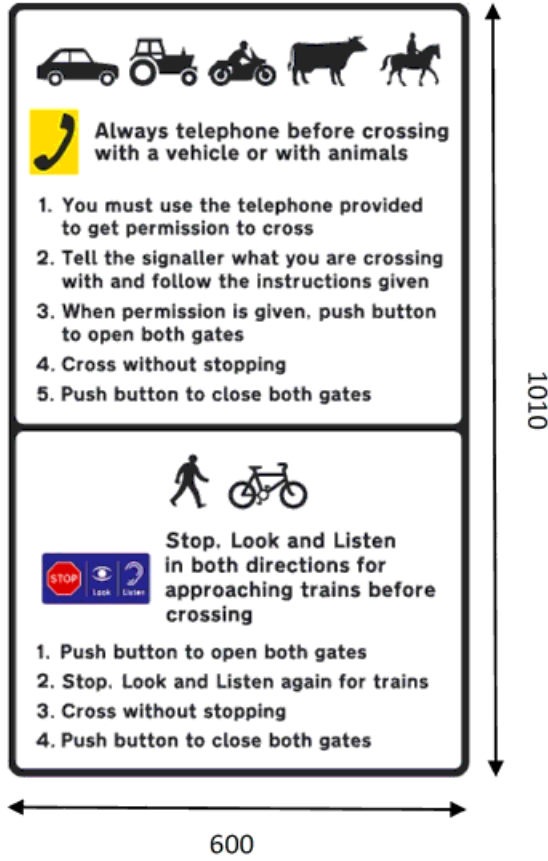 Always telephone before crossing
with a vehicle or with animals
1. You must use the telephone provided
to get permission to cross
2. Tell the signaller what you are crossing
with and follow the instructions given
3. When permission is given, push button
to open both gates
4. Cross without stopping
5. Push button to close both gates
Stop, Look and Listen
in both directions for
approaching trains before
crossing
STOP Look Listen
1. Push button to open both gates
2. Stop, Look and Listen again for trains
3. Cross without stopping
4. Push button to close both gates
1010
600